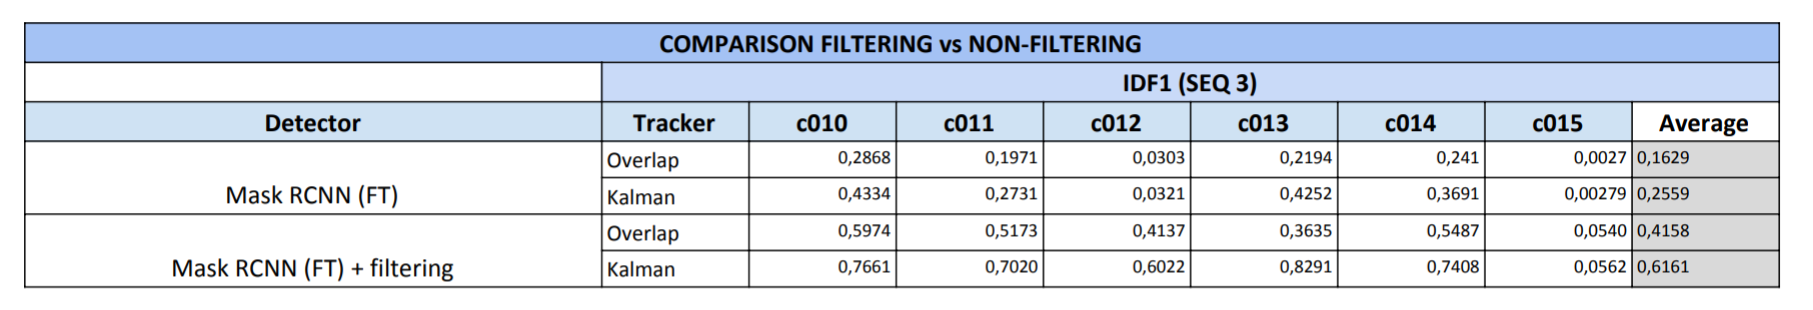 COMPARISON FILTERING vs NON-FILTERING
IDF1 (SEQ 3)
Detector Tracker c010 c011 c012 c013 c014 c015 Average
Mask RCNN (FT) Overlap 0,2868 0,1971 0,0303 0,2194 0,241 0,0027 0,1629
Kalman 0,4334 0,2731 0,0321 0,4252 0,3691 0,00279 0,2559
Mask RCNN (FT) + filtering Overlap 0,5974 0,5173 0,4137 0,3635 0,5487 0,0540 0,4158
Kalman 0,7661 0,7020 0,6022 0,8291 0,7408 0,0562 0,6161